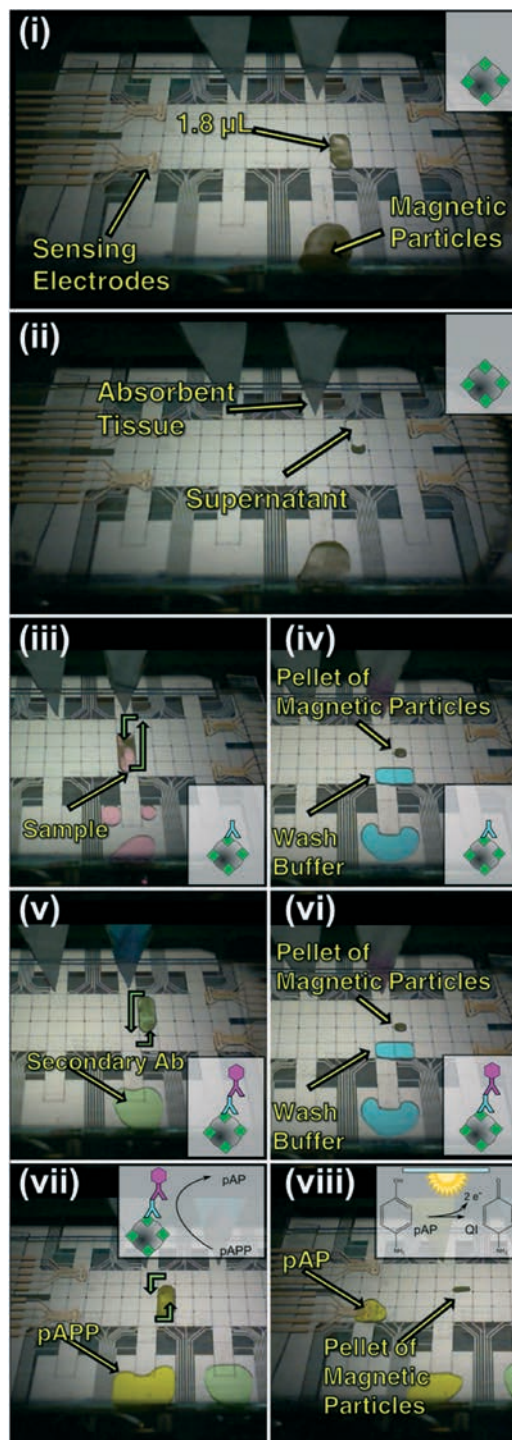 (i)
1.8 µL
Magnetic
Particles
Sensing
Electrodes
(ii)
Absorbent
Tissue
Supernatant
(iii)
Sample
(iv)
Pellet of
Magnetic Particles
Wash
Buffer
(v)
Secondary Ab
(vi)
Pellet of
Magnetic Particles
Wash
Buffer
(vii)
pAP
pAPP
pAPP
(viii)
2 e⁻
pAP
QI
NH₂
pAP
Pellet of
Magnetic
Particles